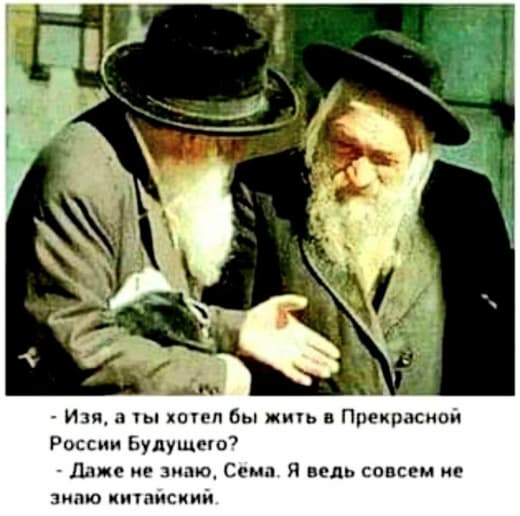 - Изя, а ты хотел бы жить в Прекрасной
России Будущего?
- Даже не знаю, Сёма. Я ведь совсем не
знаю китайский.